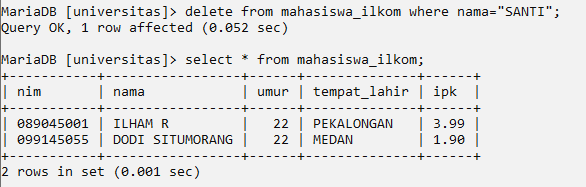 MariaDB [universitas]> delete from mahasiswa_ilkom where nama="SANTI";
Query OK, 1 row affected (0.052 sec)
MariaDB [universitas]> select * from mahasiswa_ilkom;
+-----------+-----------------+------+--------------+------+
| nim       | nama            | umur | tempat_lahir | ipk  |
+-----------+-----------------+------+--------------+------+
| 089045001 | ILHAM R         |   22 | PEKALONGAN   | 3.99 |
| 099145055 | DODI SITUMORANG |   22 | MEDAN        | 1.90 |
+-----------+-----------------+------+--------------+------+
2 rows in set (0.001 sec)